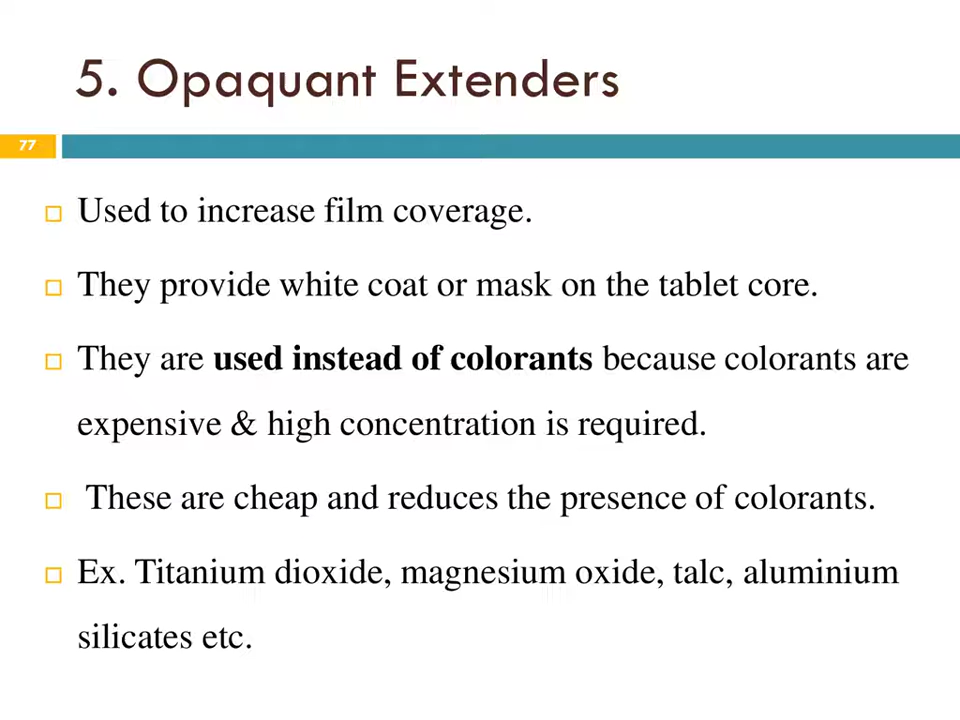 5. Opaquant Extenders
77
Used to increase film coverage.
They provide white coat or mask on the tablet core.
They are used instead of colorants because colorants are
expensive & high concentration is required.
These are cheap and reduces the presence of colorants.
Ex. Titanium dioxide, magnesium oxide, talc, aluminium
silicates etc.